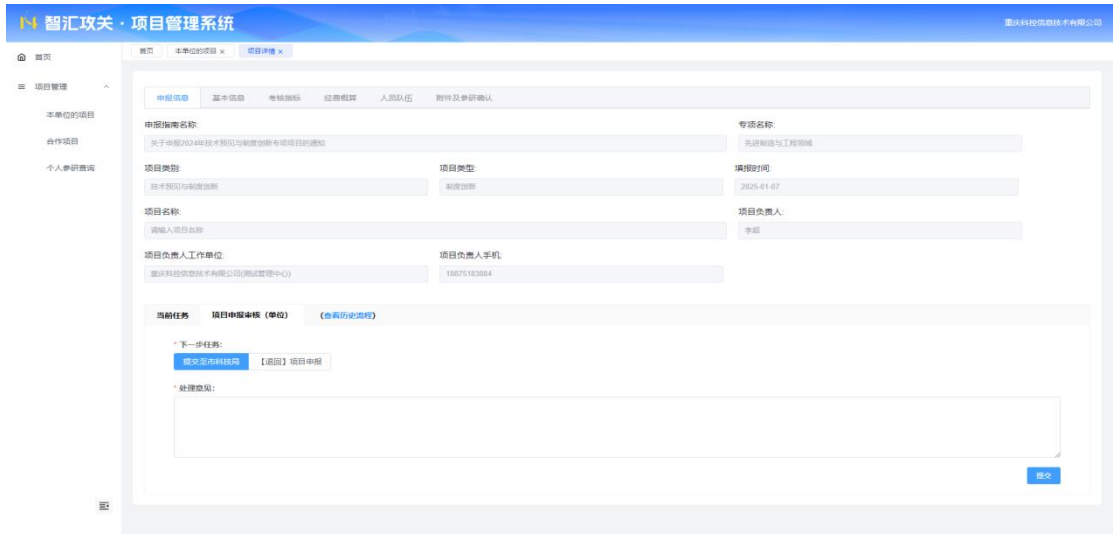 智汇攻关·项目管理系统 重庆科控信息技术有限公司
首页
项目管理
本单位的项目
合作项目
个人参研查询
首页 本单位的项目 × 项目详情 ×
申报信息 基本信息 考核指标 经费概算 人员队伍 附件及参研确认
申报指南名称: 专项名称:
关于申报2024年技术预见与制度创新专项项目的通知 先进制造与工程领域
项目类别: 项目类型: 填报时间:
技术预见与制度创新 制度创新 2025-01-07
项目名称: 项目负责人:
请输入项目名称 李超
项目负责人工作单位: 项目负责人手机:
重庆科控信息技术有限公司(测试管理中心) 18675183684
当前任务 项目申报审核(单位) (查看历史流程)
* 下一步任务:
提交至市科技局 【退回】项目申报
* 处理意见:
提交